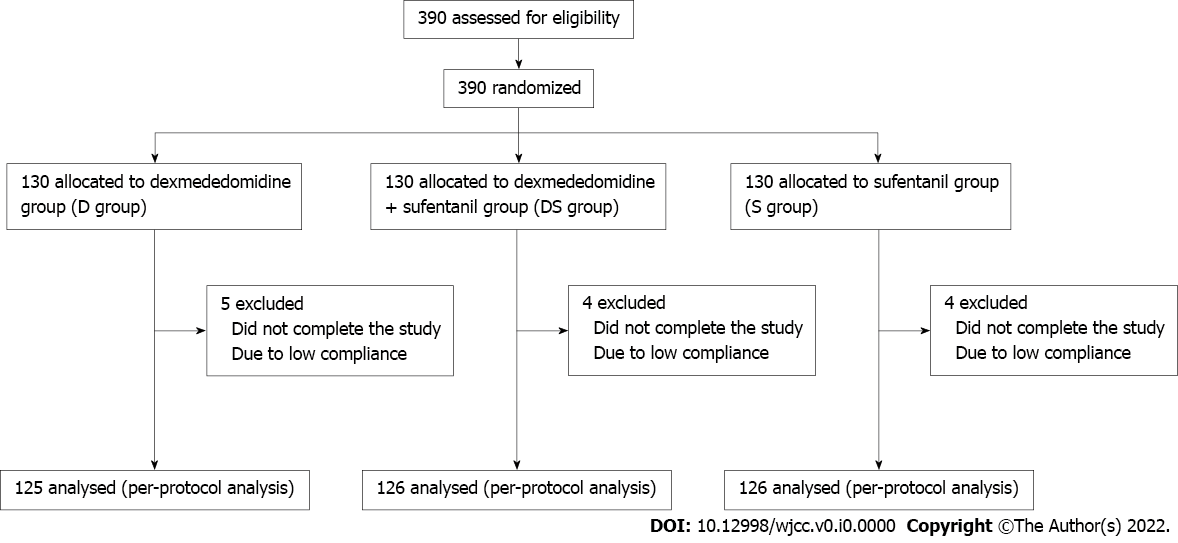 390 assessed for eligibility
390 randomized
130 allocated to dexmededomidine
group (D group)
130 allocated to dexmededomidine
+ sufentanil group (DS group)
130 allocated to sufentanil group
(S group)
5 excluded
Did not complete the study
Due to low compliance
4 excluded
Did not complete the study
Due to low compliance
4 excluded
Did not complete the study
Due to low compliance
125 analysed (per-protocol analysis)
126 analysed (per-protocol analysis)
126 analysed (per-protocol analysis)
DOI: 10.12998/wjcc.v0.i0.0000 Copyright ©The Author(s) 2022.